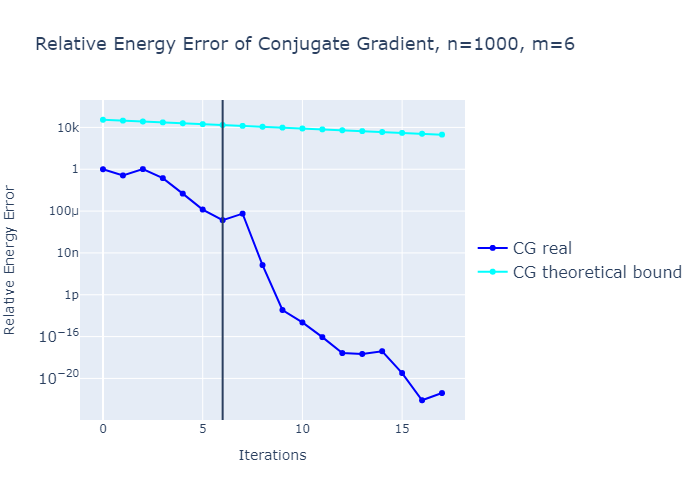 Relative Energy Error of Conjugate Gradient, n=1000, m=6
10k
1
100μ
10n
1p
10⁻¹⁶
10⁻²⁰
Relative Energy Error
0
5
10
15
Iterations
CG real
CG theoretical bound